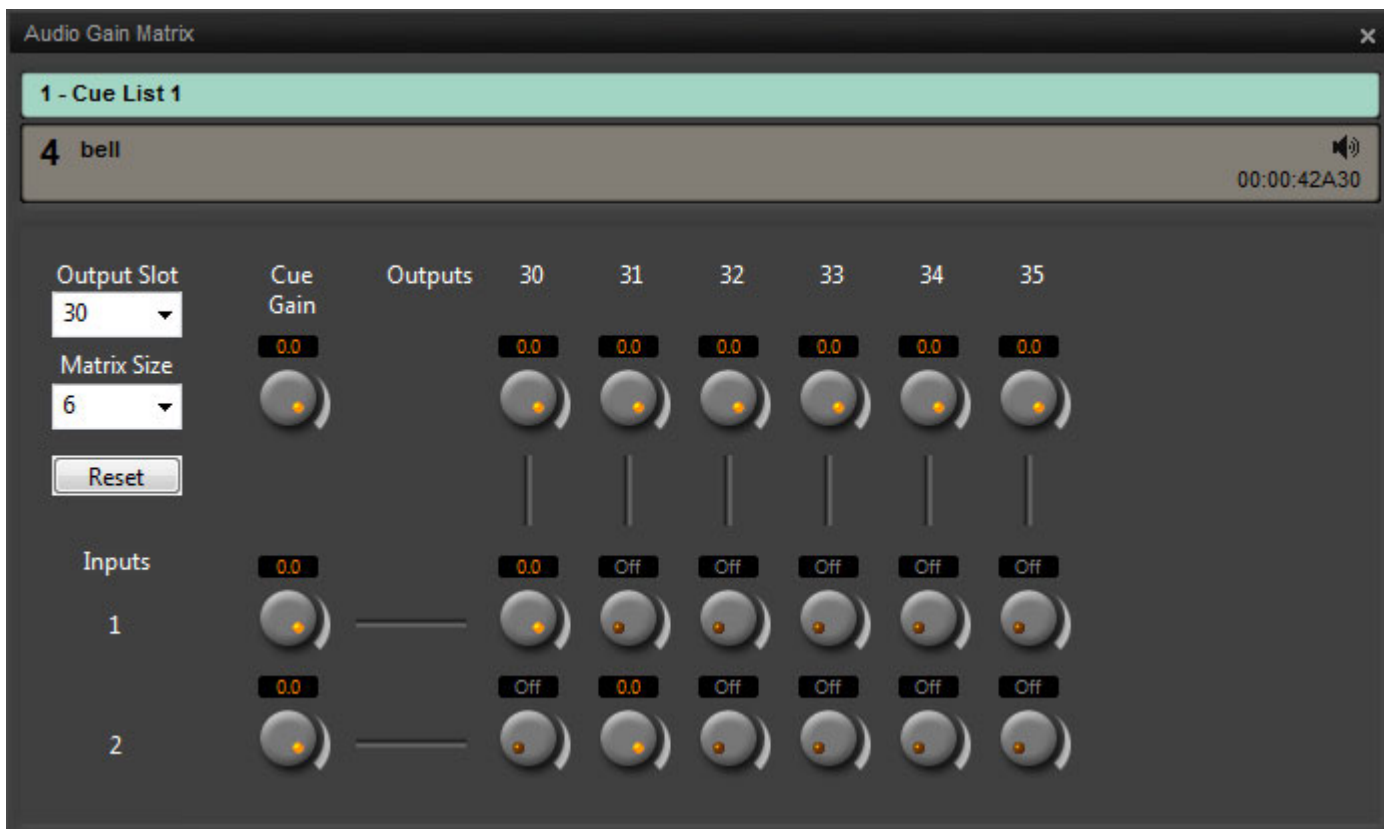 Audio Gain Matrix x
1 - Cue List 1
4 bell
00:00:42A30
Output Slot Cue Gain Outputs 30 31 32 33 34 35
30
0.0 0.0 0.0 0.0 0.0 0.0 0.0
Matrix Size
6
Reset
Inputs 0.0 0.0 Off Off Off Off Off
1
0.0 Off 0.0 Off Off Off Off
2